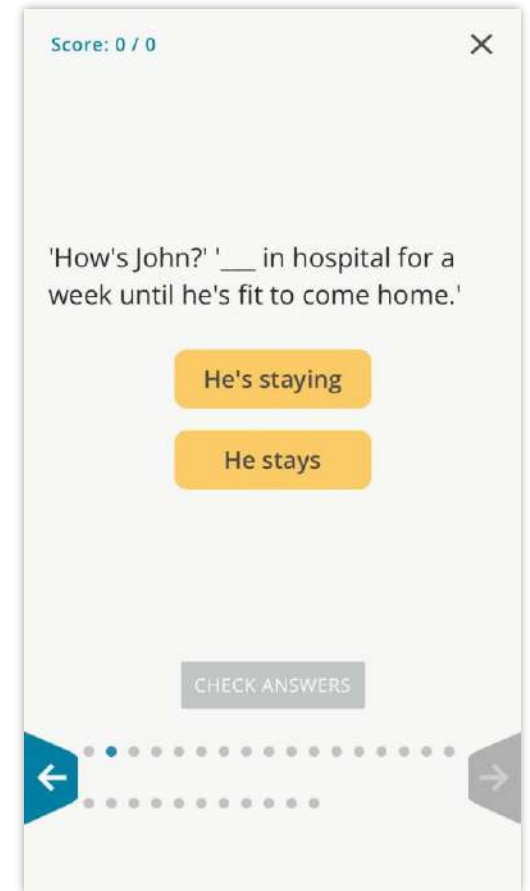 Score: 0 / 0
'How's John?' '___ in hospital for a
week until he's fit to come home.'
He's staying
He stays
CHECK ANSWERS